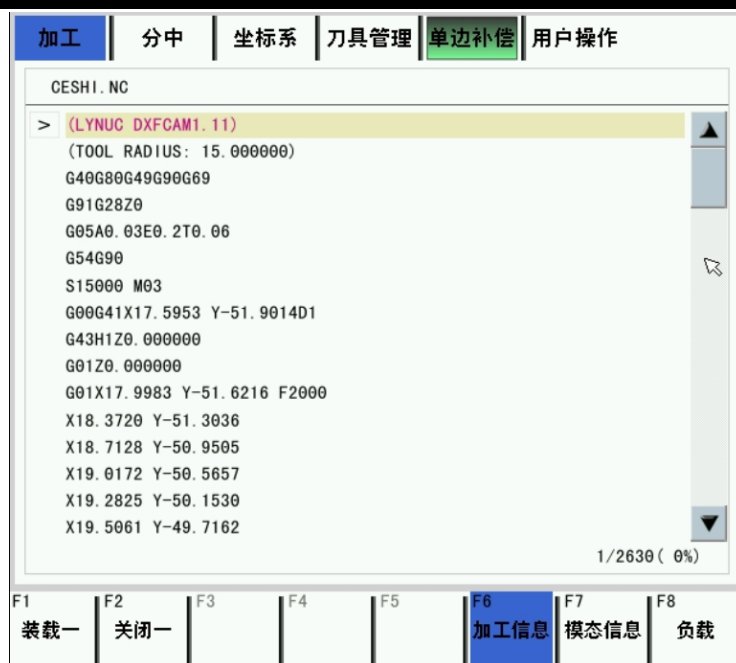 加工 分中 坐标系 刀具管理 单边补偿 用户操作
CESHI.NC
> (LYNUC DXFCAM1.11)
(TOOL RADIUS: 15.000000)
G40G80G49G90G69
G91G28Z0
G05A0.03E0.2T0.06
G54G90
S15000 M03
G00G41X17.5953 Y-51.9014D1
G43H1Z0.000000
G01Z0.000000
G01X17.9983 Y-51.6216 F2000
X18.3720 Y-51.3036
X18.7128 Y-50.9505
X19.0172 Y-50.5657
X19.2825 Y-50.1530
X19.5061 Y-49.7162
1/2630( 0%)
F1 F2 F3 F4 F5 F6 F7 F8
装载一 关闭一 加工信息 模态信息 负载